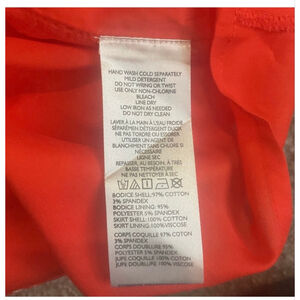 HAND WASH COLD SEPARATELY
MILD DETERGENT
DO NOT WRING OR TWIST
USE ONLY NON-CHLORINE
BLEACH
LINE DRY
LOW IRON AS NEEDED
DO NOT DRY CLEAN
LAVER À LA MAIN À L'EAU FROIDE
SÉPARÉMEN DÉTERGENT DUOX
NE PAS TORDRE OU ESSORER
UTILISER UN AGENT DE
BLANCHIMENT SANS CHLORE SI
NÉCESSAIRE
LIGNE SEC
REPASSER, AU BESOIN, À TRÈS
BASSE TEMPÉRATURE
NE PAS NETTOYER À SEC
BODICE SHELL: 97% COTTON
3% SPANDEX
BODICE LINING: 95%
POLYESTER 5% SPANDEX
SKIRT SHELL: 100% COTTON
SKIRT LINING: 100% VISCOSE
CORPS COQUILLE 97% COTON
3% SPANDEX
CORPS DOUBLURE 95%
POLYESTER 5% SPANDEX
JUPE COQUILLE 100% COTON
JUPE DOUBLURE 100% VISCOSE